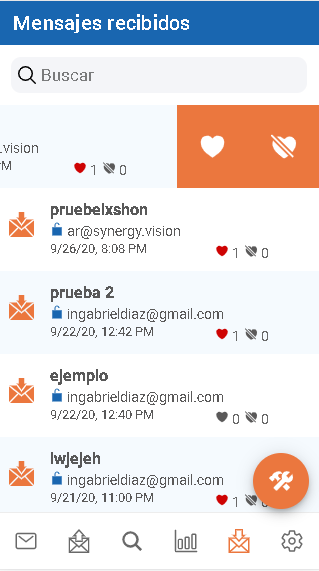 Mensajes recibidos
Buscar
.vision
PM
1 0
pruebeixshon
ar@synergy.vision
9/26/20, 8:08 PM
1 0
prueba 2
ingabrieldiaz@gmail.com
9/22/20, 12:42 PM
1 0
ejemplo
ingabrieldiaz@gmail.com
9/22/20, 12:40 PM
0 0
lwjejeh
ingabrieldiaz@gmail.com
9/21/20, 11:00 PM
1 0